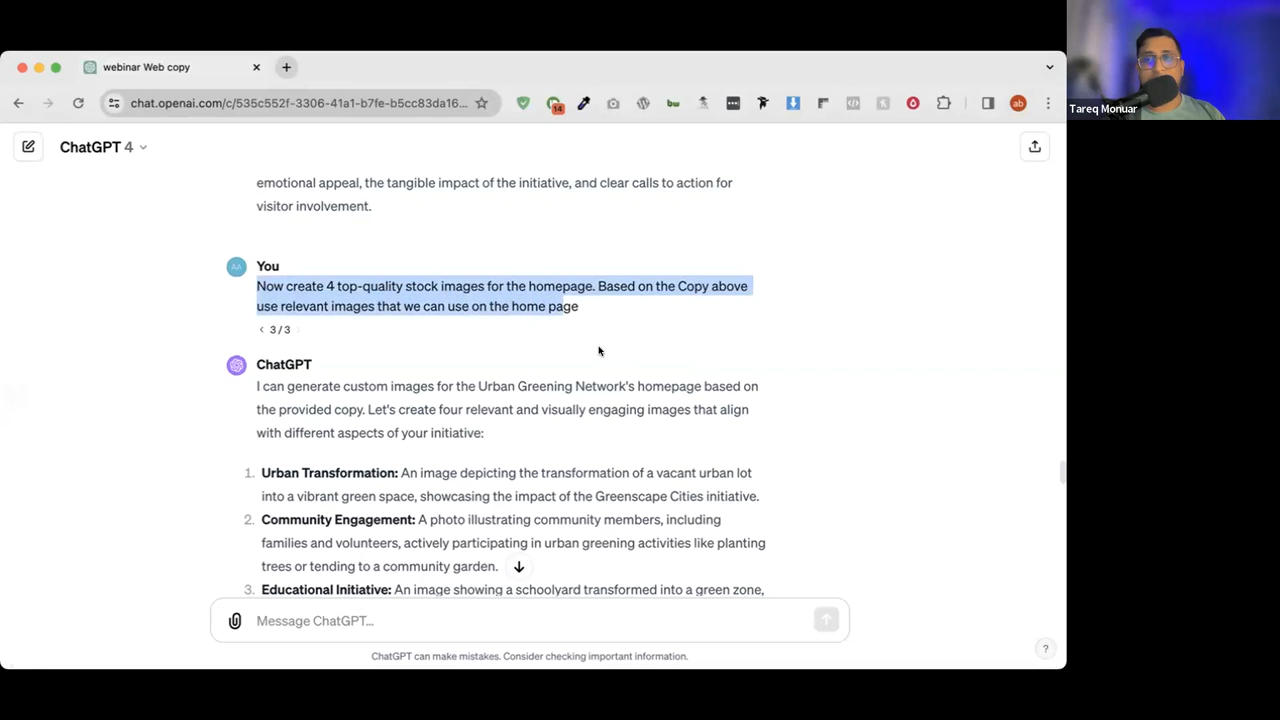 webinar Web copy
chat.openai.com/c/535c552f-3306-41a1-b7fe-b5cc83da16...
14
bw
ab
Tareq Monuar
ChatGPT 4
emotional appeal, the tangible impact of the initiative, and clear calls to action for
visitor involvement.
AA
You
Now create 4 top-quality stock images for the homepage. Based on the Copy above
use relevant images that we can use on the home page
3 / 3
ChatGPT
I can generate custom images for the Urban Greening Network's homepage based on
the provided copy. Let's create four relevant and visually engaging images that align
with different aspects of your initiative:
1. Urban Transformation: An image depicting the transformation of a vacant urban lot
into a vibrant green space, showcasing the impact of the Greenscape Cities initiative.
2. Community Engagement: A photo illustrating community members, including
families and volunteers, actively participating in urban greening activities like planting
trees or tending to a community garden.
3. Educational Initiative: An image showing a schoolyard transformed into a green zone,
Message ChatGPT...
ChatGPT can make mistakes. Consider checking important information.
?